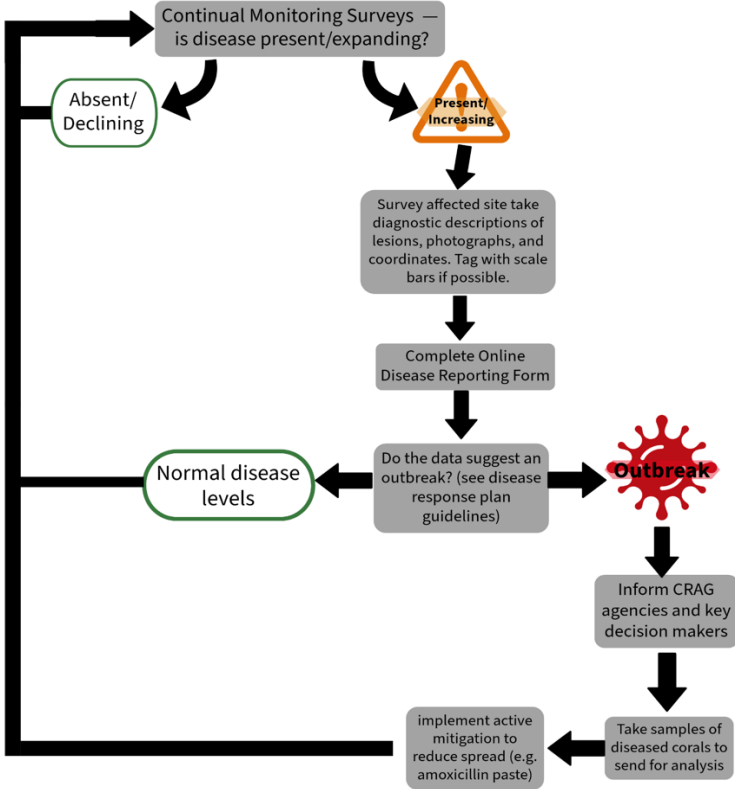 Continual Monitoring Surveys —
is disease present/expanding?
Absent/
Declining
Present/
Increasing
Survey affected site take
diagnostic descriptions of
lesions, photographs, and
coordinates. Tag with scale
bars if possible.
Complete Online
Disease Reporting Form
Do the data suggest an
outbreak? (see disease
response plan
guidelines)
Normal disease
levels
Outbreak
Inform CRAG
agencies and key
decision makers
Take samples of
diseased corals to
send for analysis
implement active
mitigation to
reduce spread (e.g.
amoxicillin paste)